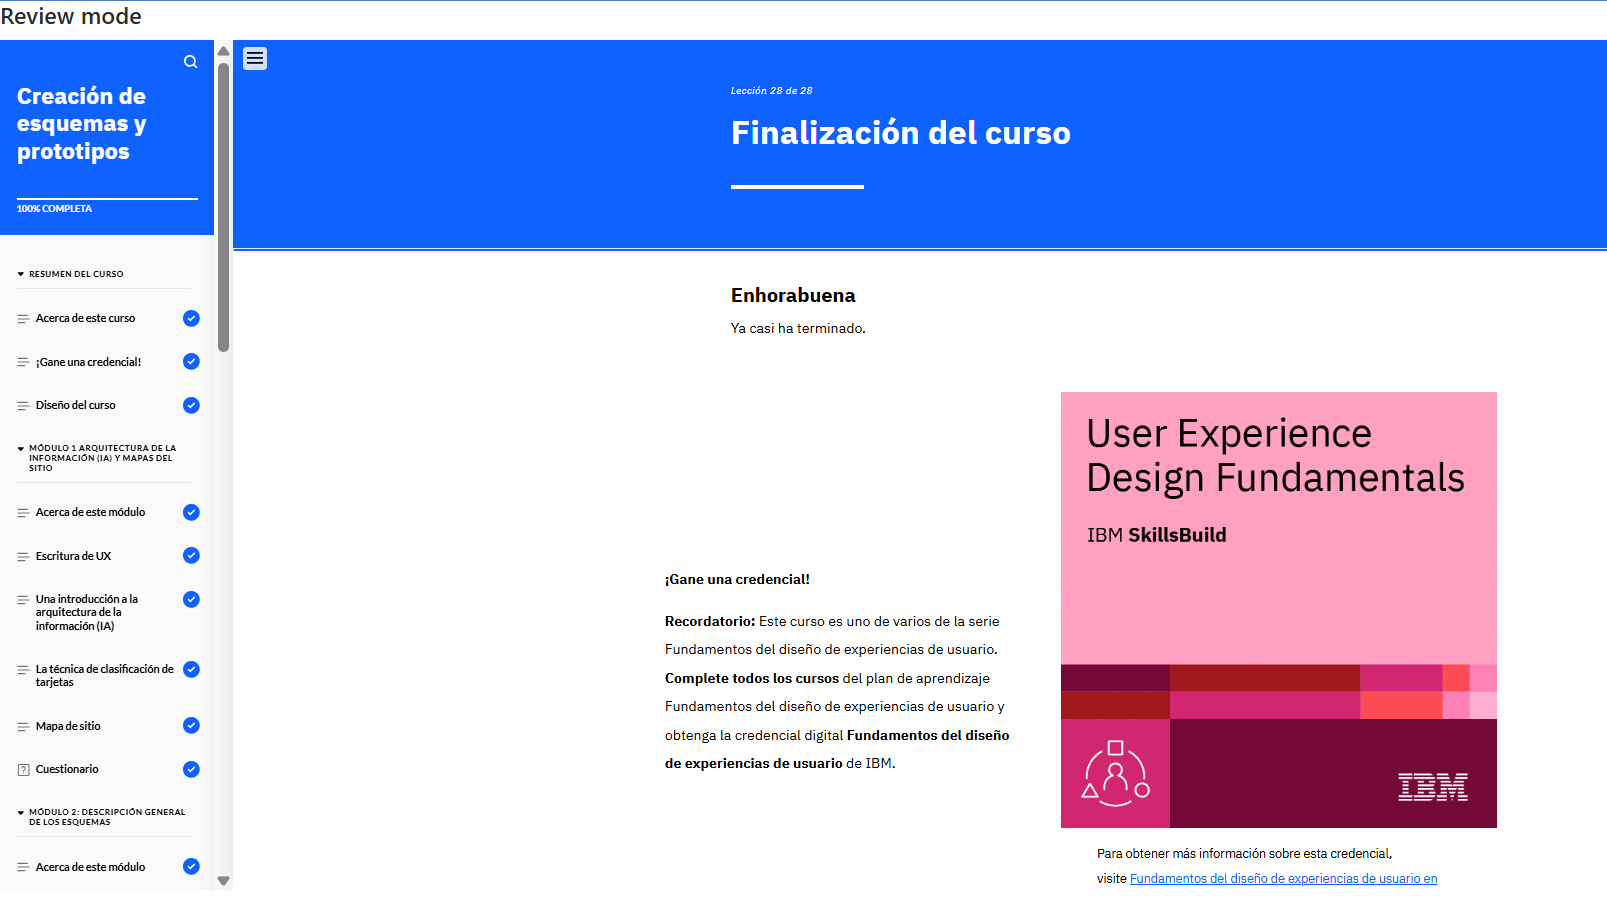 Review mode
Creación de
esquemas y
prototipos
100% COMPLETA
RESUMEN DEL CURSO
Acerca de este curso
¡Gane una credencial!
Diseño del curso
MÓDULO 1 ARQUITECTURA DE LA
INFORMACIÓN (IA) Y MAPAS DEL
SITIO
Acerca de este módulo
Escritura de UX
Una introducción a la
arquitectura de la
información (IA)
La técnica de clasificación de
tarjetas
Mapa de sitio
Cuestionario
MÓDULO 2: DESCRIPCIÓN GENERAL
DE LOS ESQUEMAS
Acerca de este módulo
Lección 28 de 28
Finalización del curso
Enhorabuena
Ya casi ha terminado.
¡Gane una credencial!
Recordatorio: Este curso es uno de varios de la serie
Fundamentos del diseño de experiencias de usuario.
Complete todos los cursos del plan de aprendizaje
Fundamentos del diseño de experiencias de usuario y
obtenga la credencial digital Fundamentos del diseño
de experiencias de usuario de IBM.
User Experience
Design Fundamentals
IBM SkillsBuild
IBM
Para obtener más información sobre esta credencial,
visite Fundamentos del diseño de experiencias de usuario en